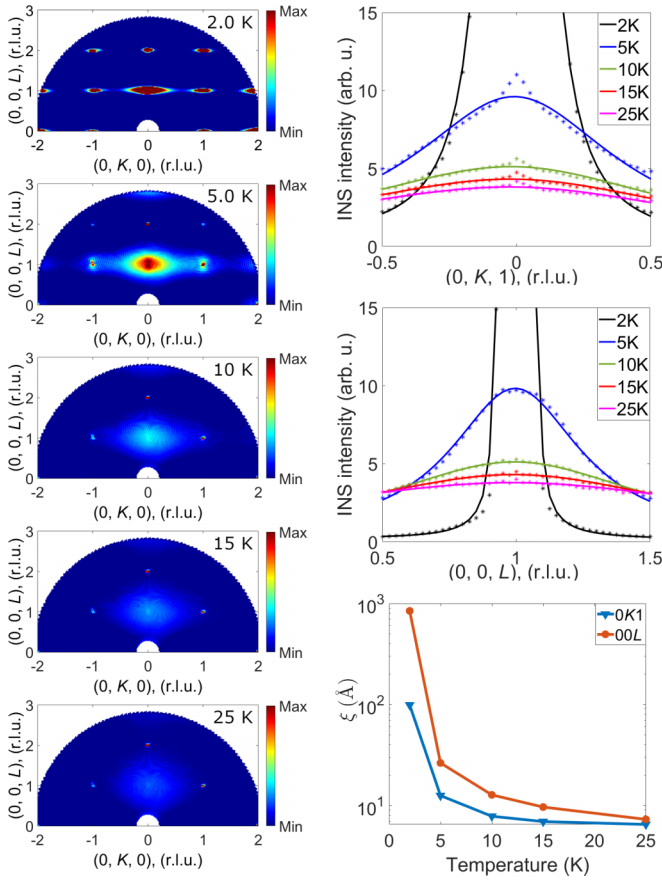 2.0 K
Max
Min
(0, 0, L), (r.l.u.)
3
2
1
0
-2 -1 0 1 2
(0, K, 0), (r.l.u.)
5.0 K
Max
Min
(0, 0, L), (r.l.u.)
3
2
1
0
-2 -1 0 1 2
(0, K, 0), (r.l.u.)
10 K
Max
Min
(0, 0, L), (r.l.u.)
3
2
1
0
-2 -1 0 1 2
(0, K, 0), (r.l.u.)
15 K
Max
Min
(0, 0, L), (r.l.u.)
3
2
1
0
-2 -1 0 1 2
(0, K, 0), (r.l.u.)
25 K
Max
Min
(0, 0, L), (r.l.u.)
3
2
1
0
-2 -1 0 1 2
(0, K, 0), (r.l.u.)
INS intensity (arb. u.)
15
10
5
0
2K
5K
10K
15K
25K
-0.5 0 0.5
(0, K, 1), (r.l.u.)
INS intensity (arb. u.)
15
10
5
0
2K
5K
10K
15K
25K
0.5 1 1.5
(0, 0, L), (r.l.u.)
ξ (Å)
10³
10²
10¹
0K1
00L
0 5 10 15 20 25
Temperature (K)